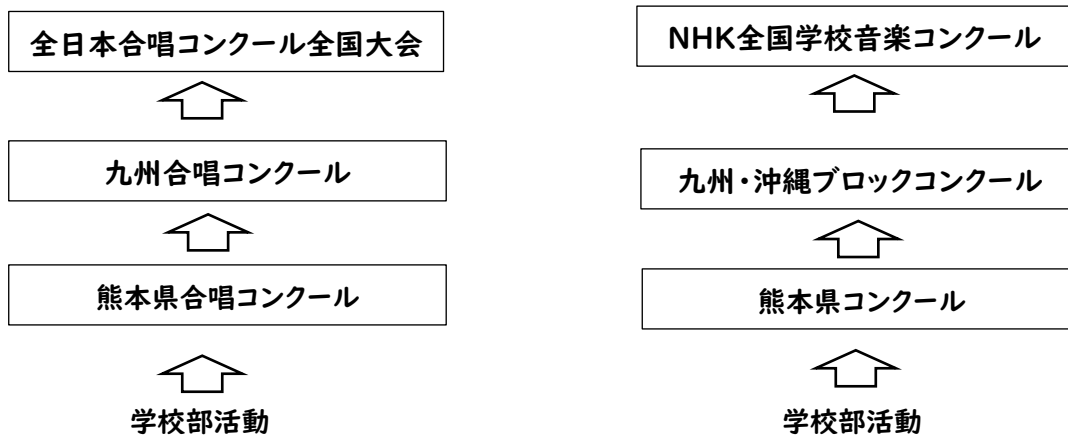 全日本合唱コンクール全国大会
九州合唱コンクール
熊本県合唱コンクール
学校部活動
NHK全国学校音楽コンクール
九州・沖縄ブロックコンクール
熊本県コンクール
学校部活動